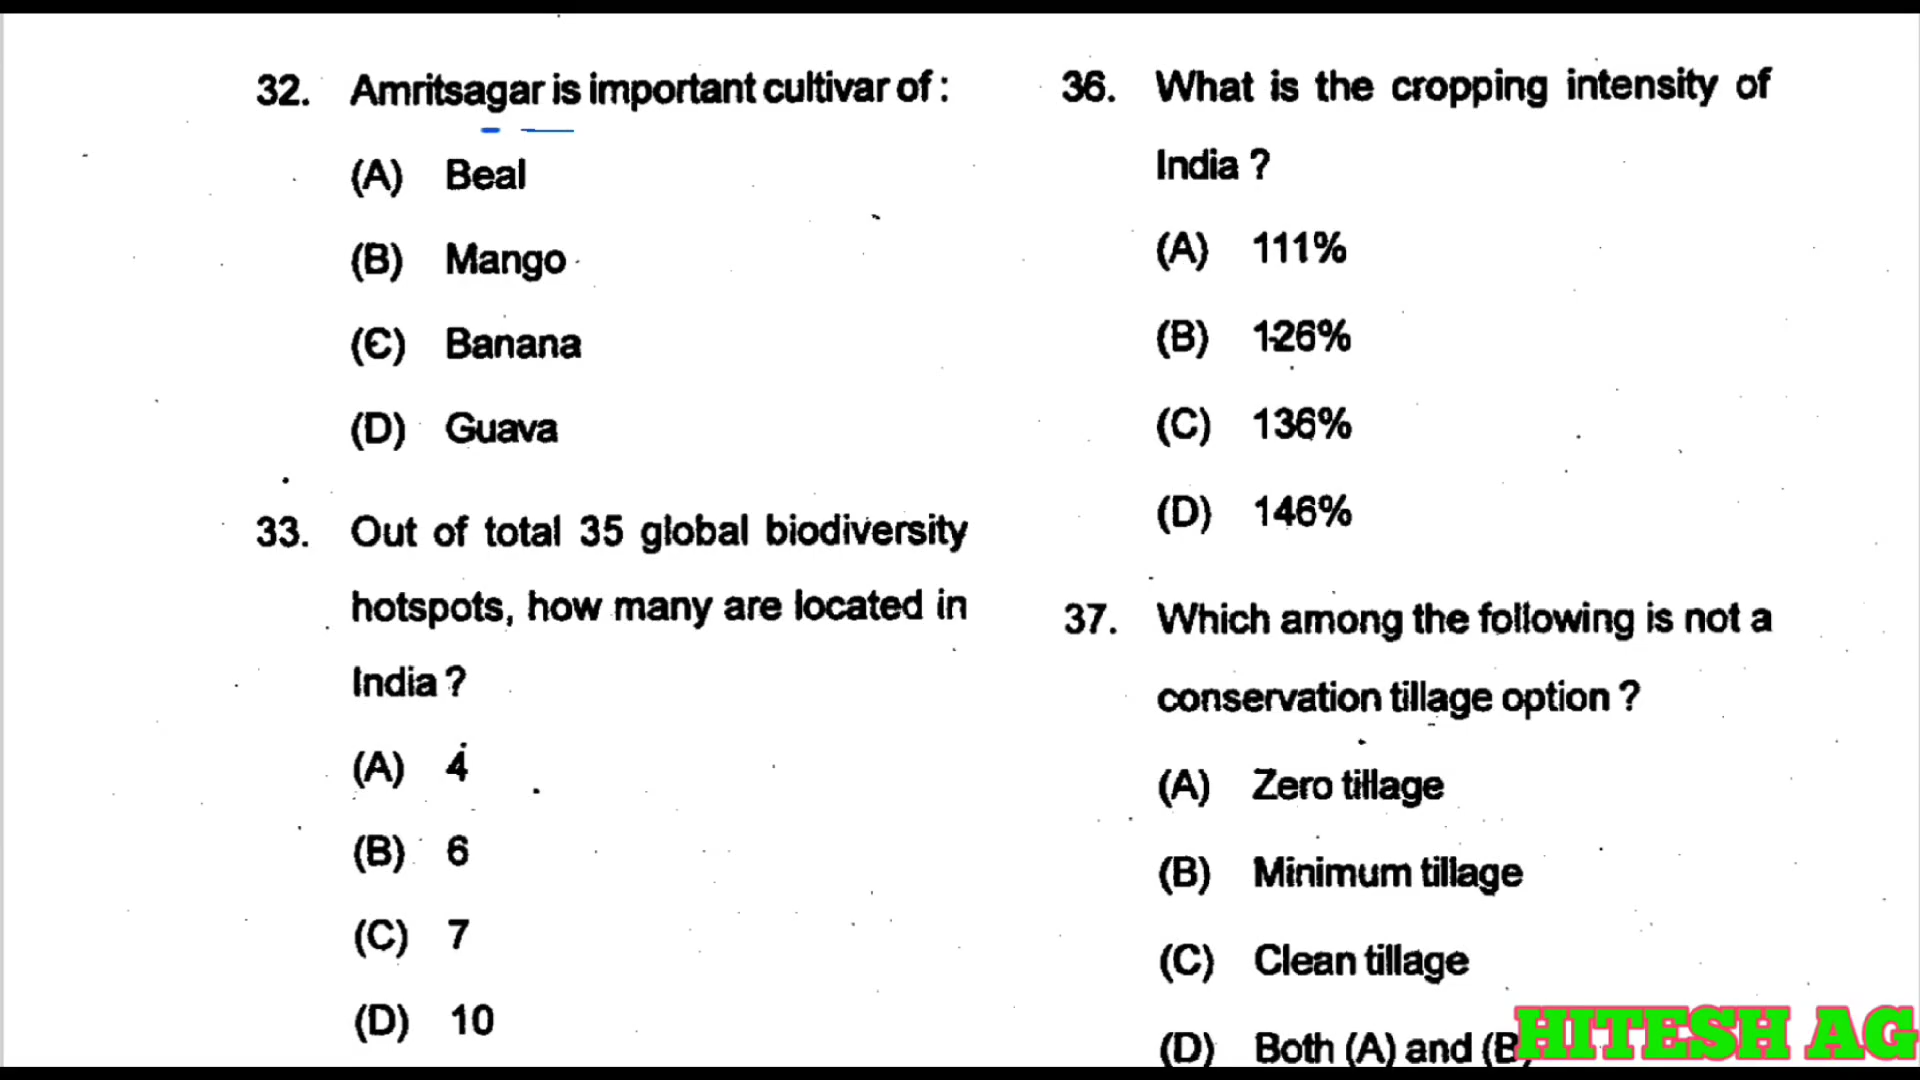 32. Amritsagar is important cultivar of :
(A) Beal
(B) Mango
(C) Banana
(D) Guava
33. Out of total 35 global biodiversity
hotspots, how many are located in
India ?
(A) 4
(B) 6
(C) 7
(D) 10
36. What is the cropping intensity of
India ?
(A) 111%
(B) 126%
(C) 136%
(D) 146%
37. Which among the following is not a
conservation tillage option ?
(A) Zero tillage
(B) Minimum tillage
(C) Clean tillage
(D) Both (A) and (B)
HITESH AG